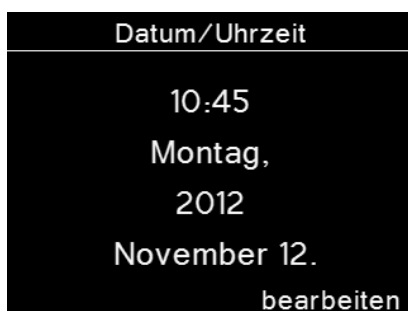 Datum/Uhrzeit
10:45
Montag,
2012
November 12.
bearbeiten